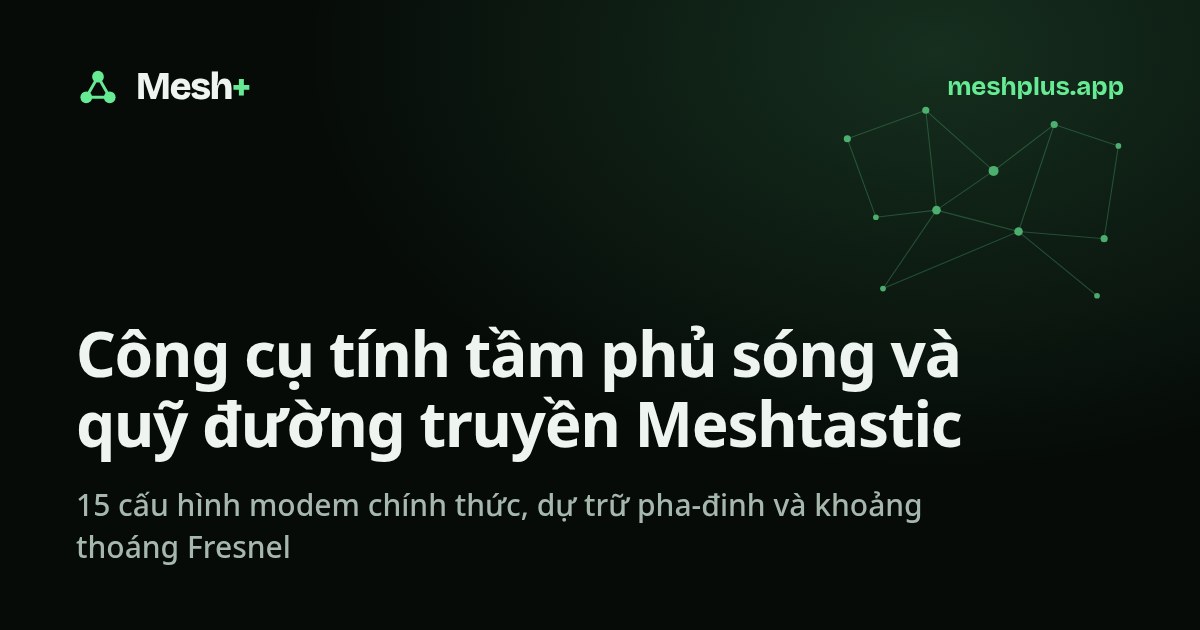 Mesh+
meshplus.app
Công cụ tính tầm phủ sóng và
quỹ đường truyền Meshtastic
15 cấu hình modem chính thức, dự trữ pha-đinh và khoảng
thoáng Fresnel